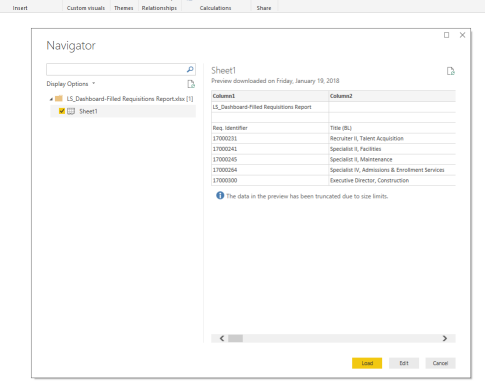 Insert Custom visuals Themes Relationships Calculations Share
Navigator
Display Options
LS_Dashboard-Filled Requisitions Report.xlsx [1]
Sheet1
Sheet1
Preview downloaded on Friday, January 19, 2018
Column1 Column2
LS_Dashboard-Filled Requisitions Report
Req. Identifier Title (BL)
17000231 Recruiter II, Talent Acquisition
17000241 Specialist II, Facilities
17000245 Specialist II, Maintenance
17000264 Specialist IV, Admissions & Enrollment Services
17000300 Executive Director, Construction
The data in the preview has been truncated due to size limits.
Load Edit Cancel